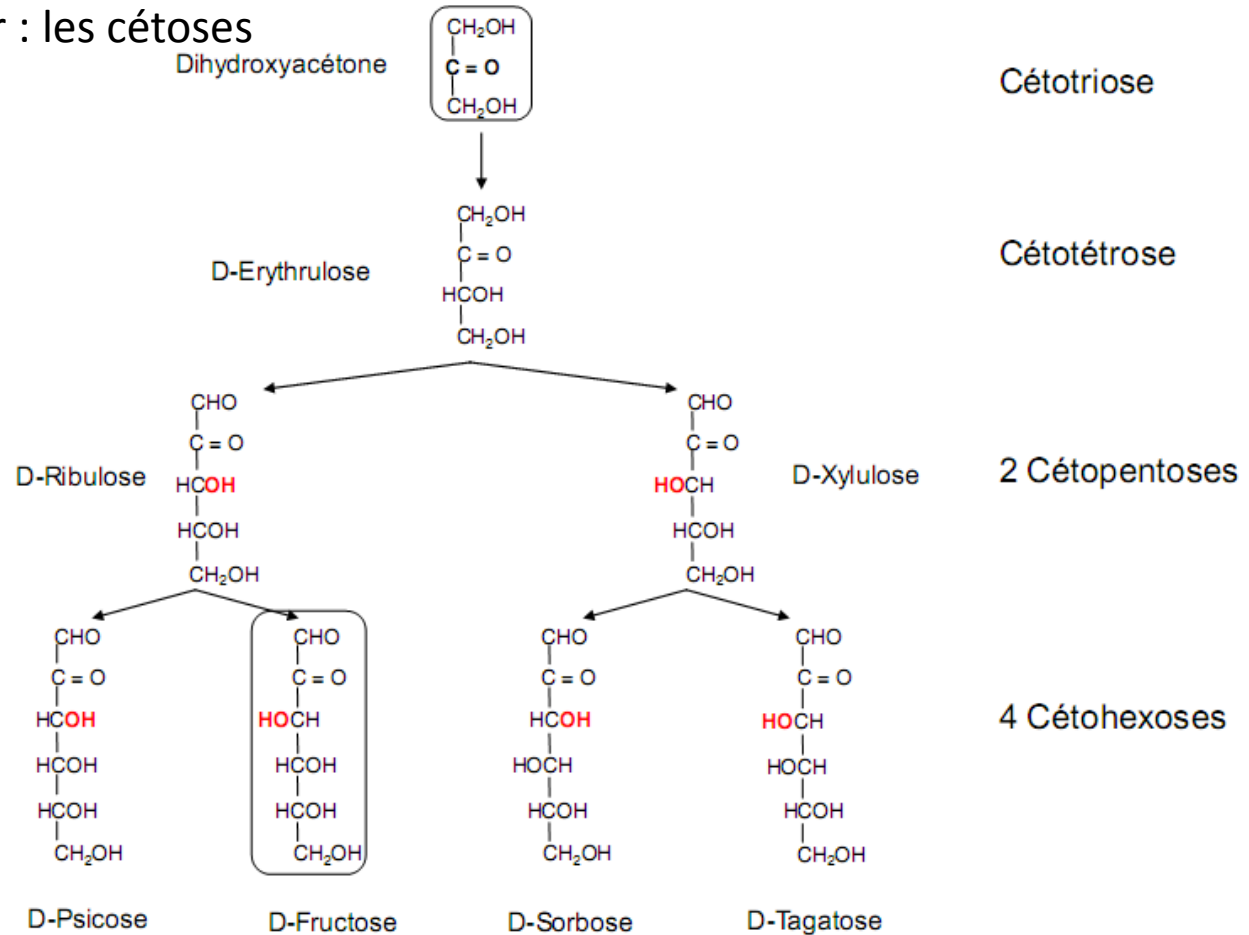 r : les cétoses
Dihydroxyacétone
CH₂OH
C = O
CH₂OH
Cétotriose
D-Erythrulose
CH₂OH
C = O
HCOH
CH₂OH
Cétotétrose
D-Ribulose
CHO
C = O
HCOH
HCOH
CH₂OH
CHO
C = O
HOCH
HCOH
CH₂OH
D-Xylulose
2 Cétopentoses
CHO
C = O
HCOH
HCOH
HCOH
CH₂OH
D-Psicose
CHO
C = O
HOCH
HCOH
HCOH
CH₂OH
D-Fructose
CHO
C = O
HCOH
HOCH
HCOH
CH₂OH
D-Sorbose
CHO
C = O
HOCH
HOCH
HCOH
CH₂OH
D-Tagatose
4 Cétohexoses